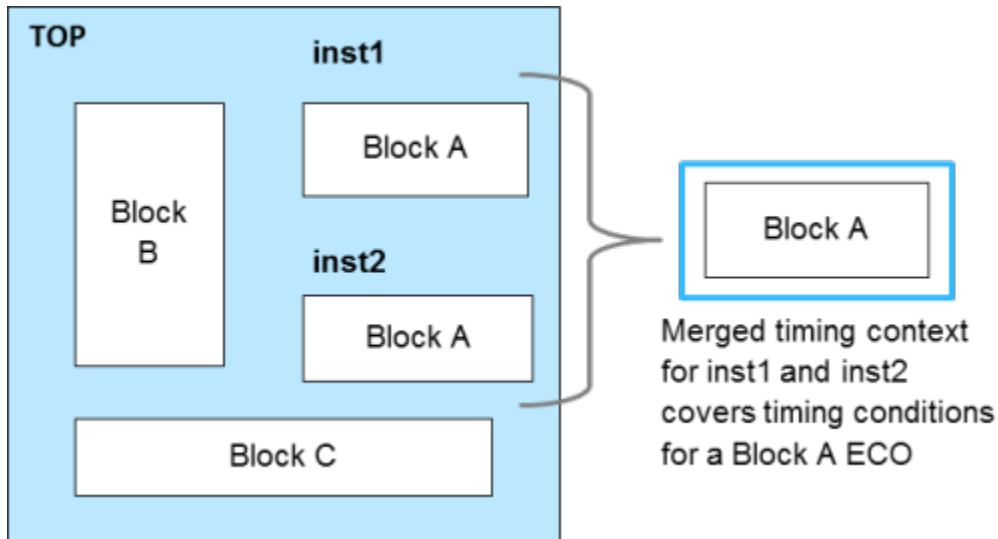 TOP
inst1
Block A
Block
B
inst2
Block A
Block C
Block A
Merged timing context
for inst1 and inst2
covers timing conditions
for a Block A ECO